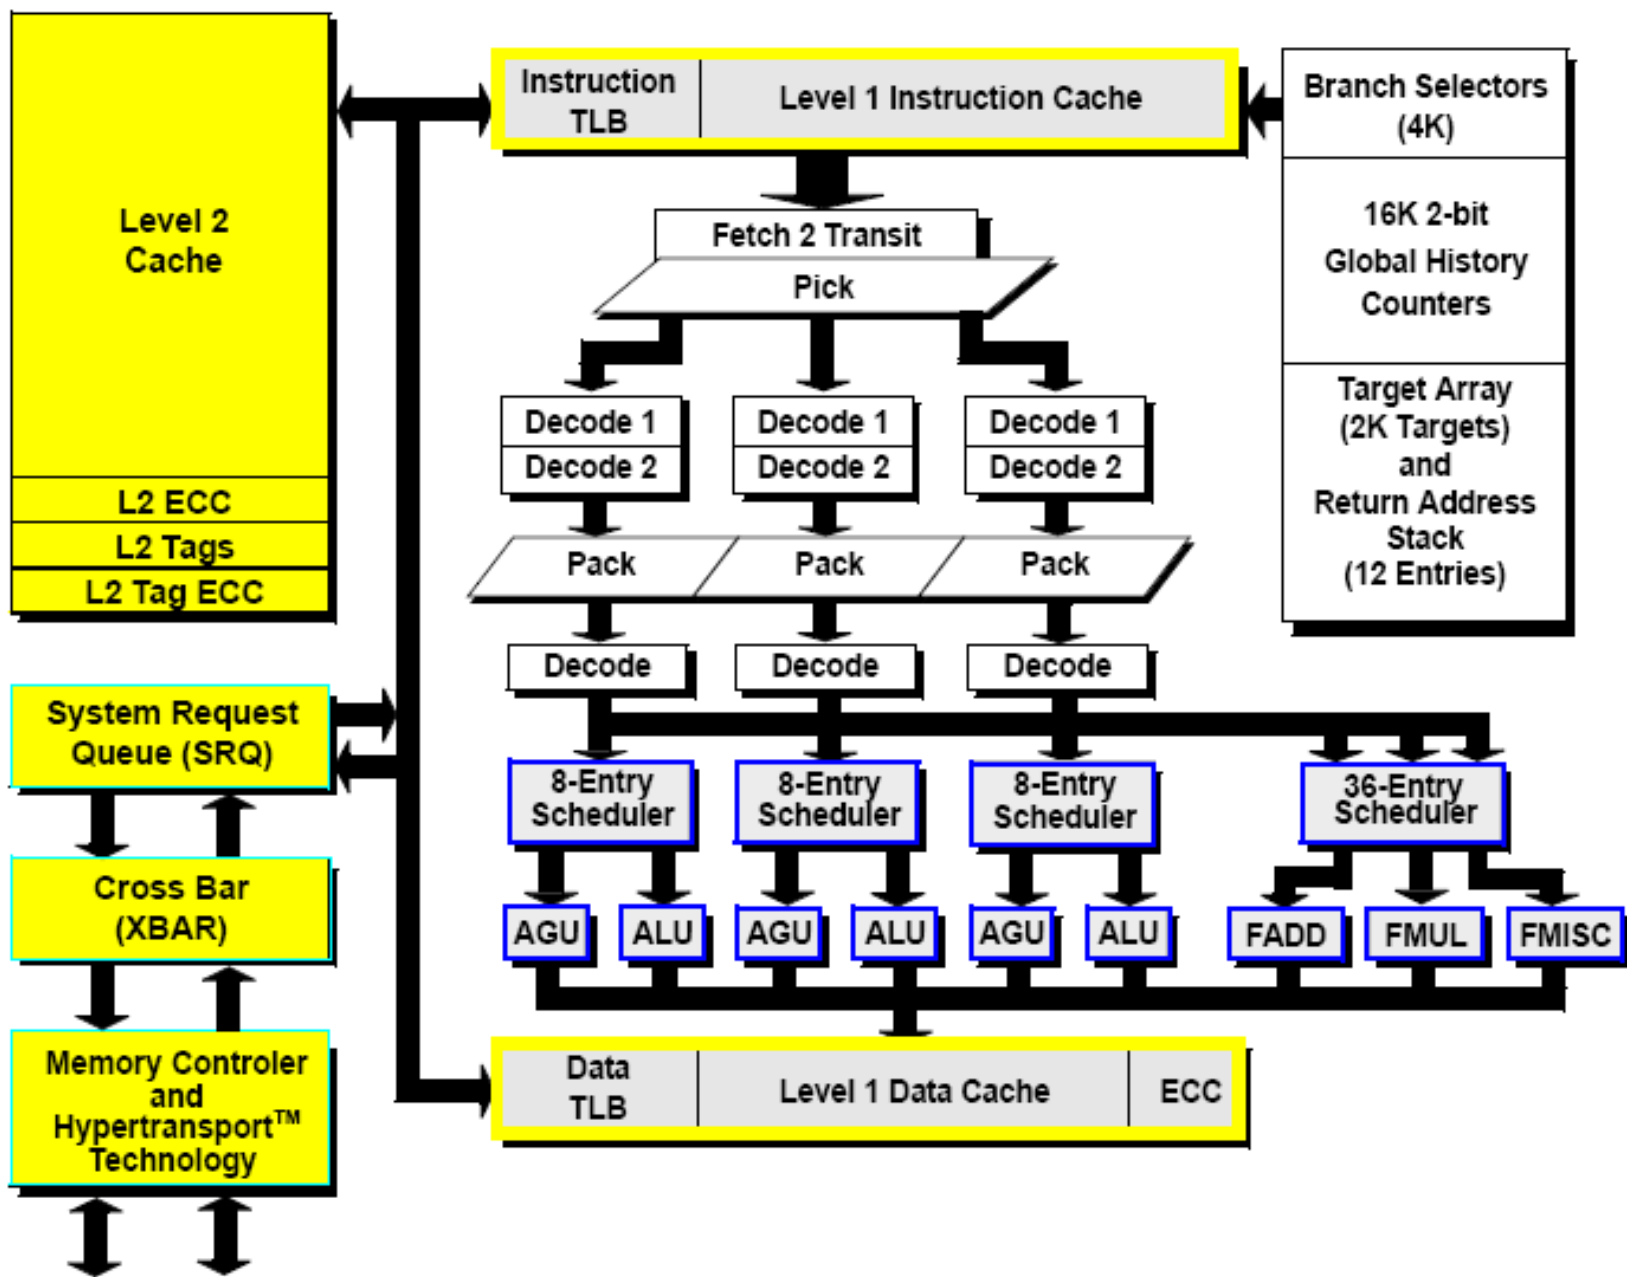 Level 2
Cache
L2 ECC
L2 Tags
L2 Tag ECC
System Request
Queue (SRQ)
Cross Bar
(XBAR)
Memory Controler
and
Hypertransport™
Technology
Instruction
TLB
Level 1 Instruction Cache
Fetch 2 Transit
Pick
Decode 1
Decode 2
Decode 1
Decode 2
Decode 1
Decode 2
Pack
Pack
Pack
Decode
Decode
Decode
8-Entry
Scheduler
8-Entry
Scheduler
8-Entry
Scheduler
36-Entry
Scheduler
AGU
ALU
AGU
ALU
AGU
ALU
FADD
FMUL
FMISC
Data
TLB
Level 1 Data Cache
ECC
Branch Selectors
(4K)
16K 2-bit
Global History
Counters
Target Array
(2K Targets)
and
Return Address
Stack
(12 Entries)